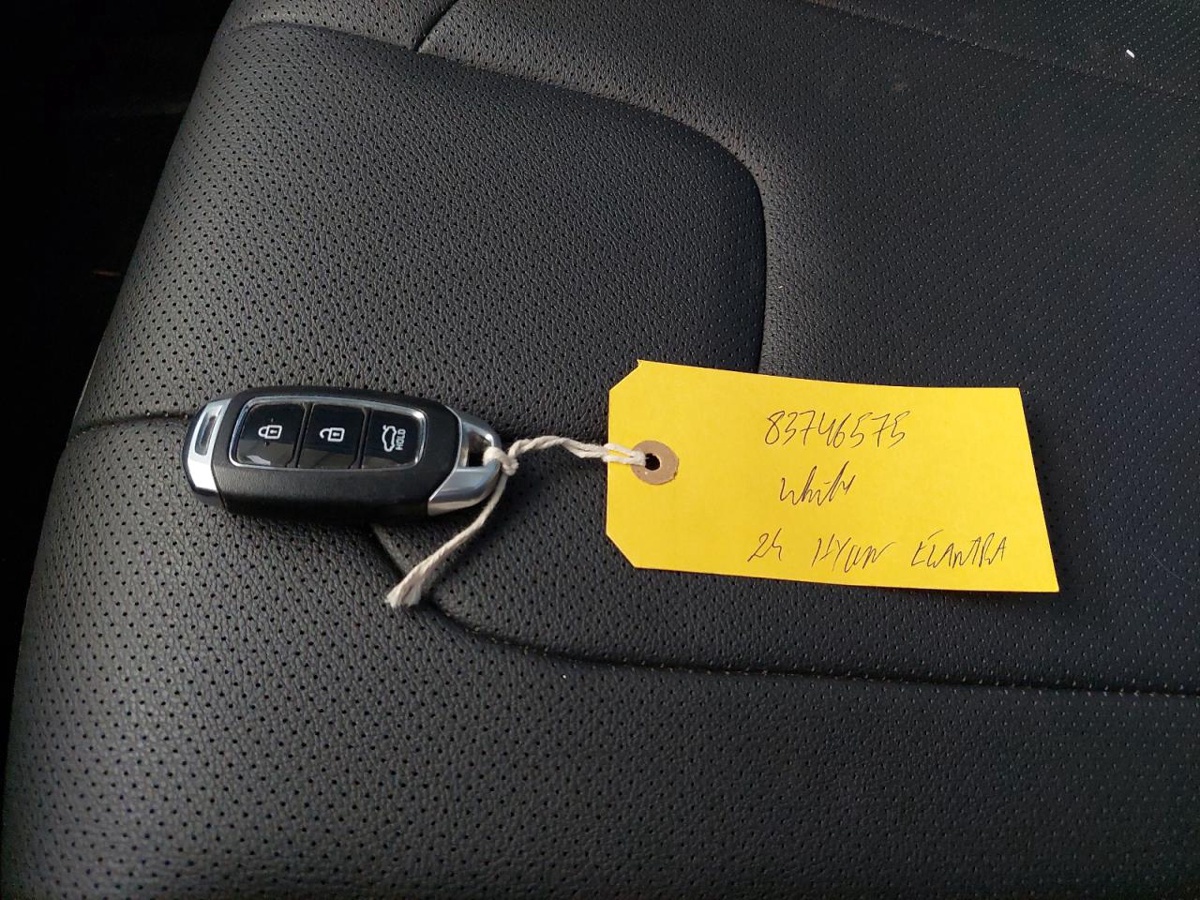 HOLD
83746575
White
24 HYUN ElANTRA